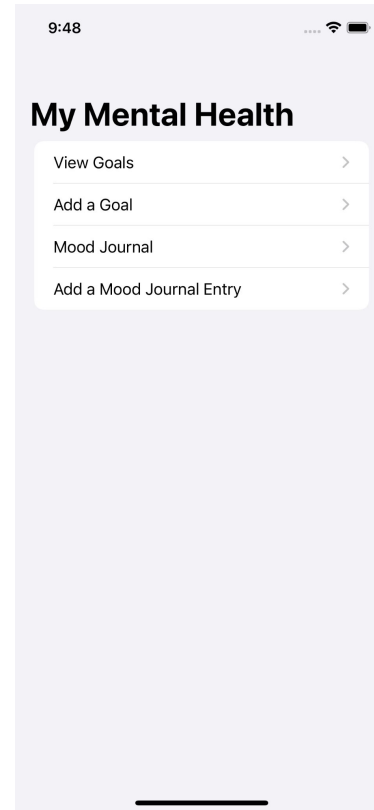 9:48
My Mental Health
View Goals
Add a Goal
Mood Journal
Add a Mood Journal Entry